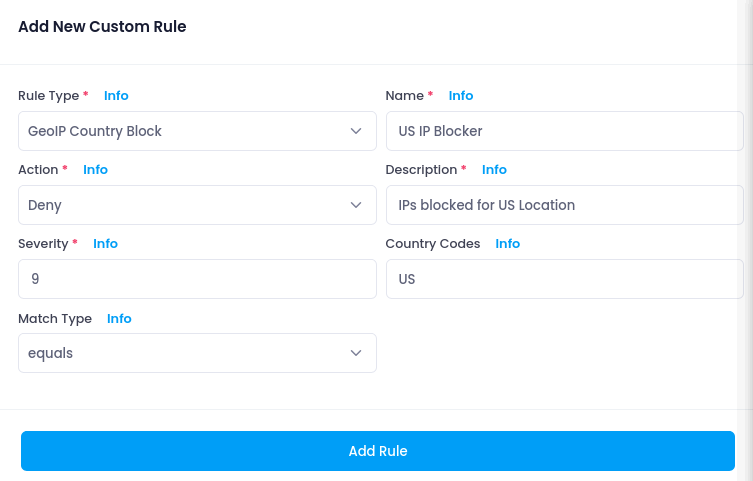 Add New Custom Rule
Rule Type * Info
Name * Info
GeoIP Country Block
US IP Blocker
Action * Info
Description * Info
Deny
IPs blocked for US Location
Severity * Info
Country Codes Info
9
US
Match Type Info
equals
Add Rule